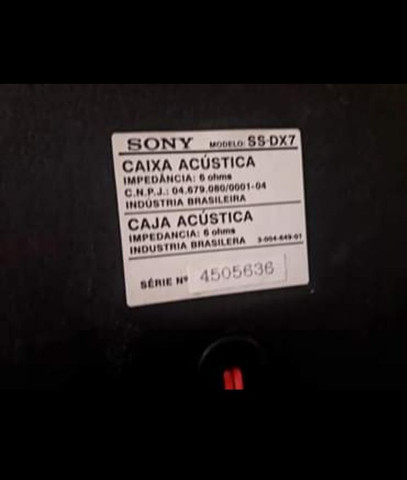 SONY MODELO: SS-DX7
CAIXA ACÚSTICA
IMPEDÂNCIA: 6 ohms
C.N.P.J.: 04.679.080/0001-04
INDÚSTRIA BRASILEIRA
CAJA ACÚSTICA
IMPEDANCIA: 6 ohms
INDUSTRIA BRASILERA 3-004-649-01
SÉRIE Nº 4505636